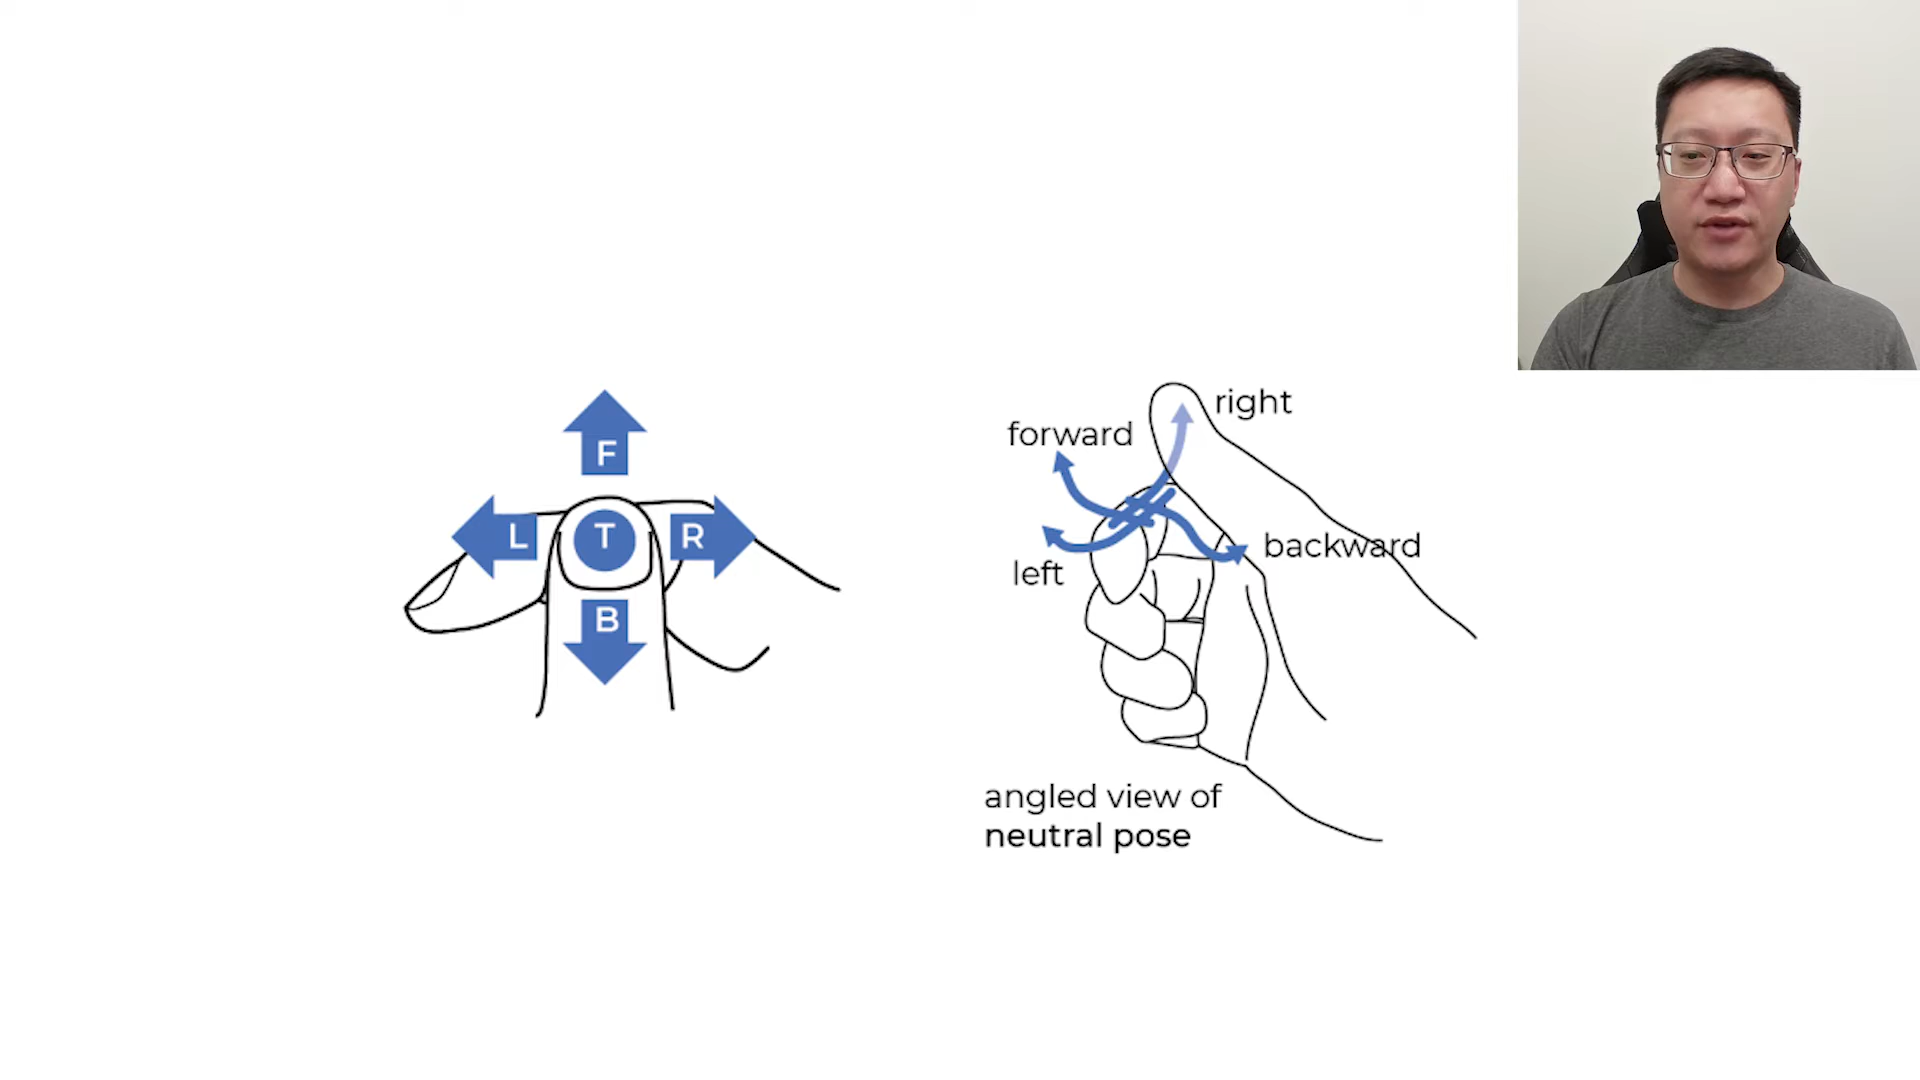 F
L T R
B
right
forward
backward
left
angled view of
neutral pose